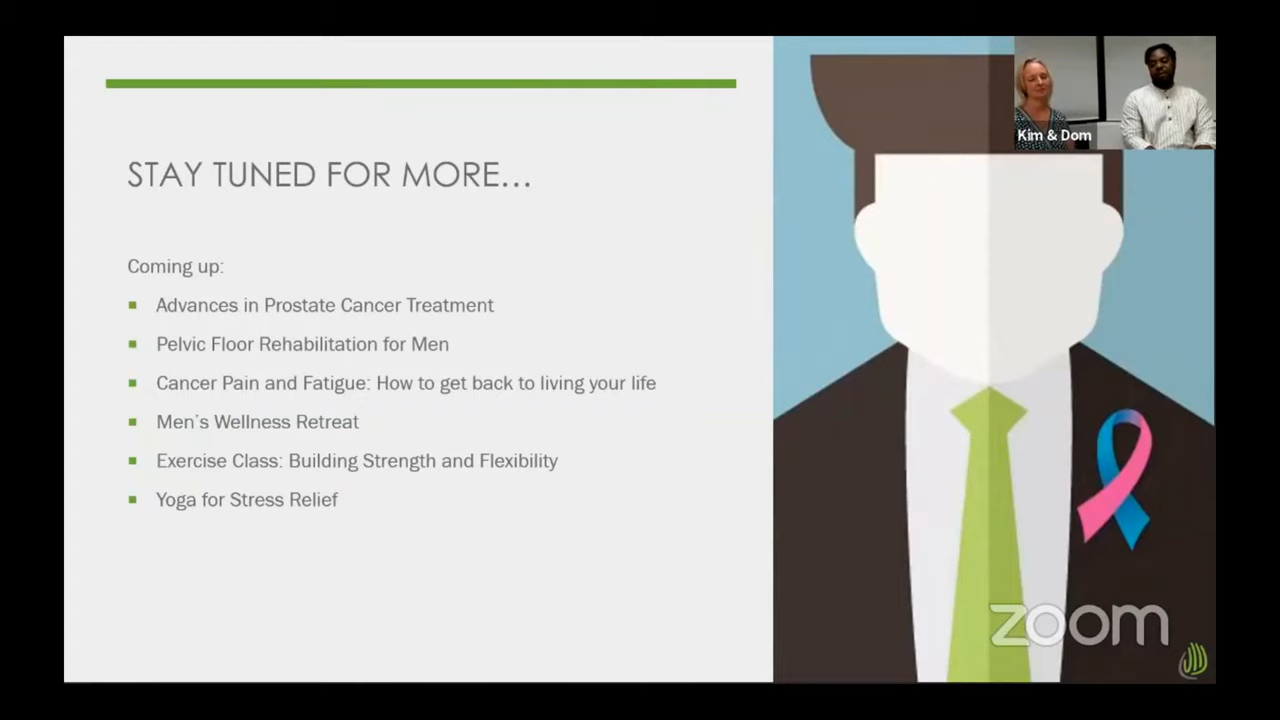 Kim & Dom
STAY TUNED FOR MORE...
Coming up:
Advances in Prostate Cancer Treatment
Pelvic Floor Rehabilitation for Men
Cancer Pain and Fatigue: How to get back to living your life
Men's Wellness Retreat
Exercise Class: Building Strength and Flexibility
Yoga for Stress Relief
zoom